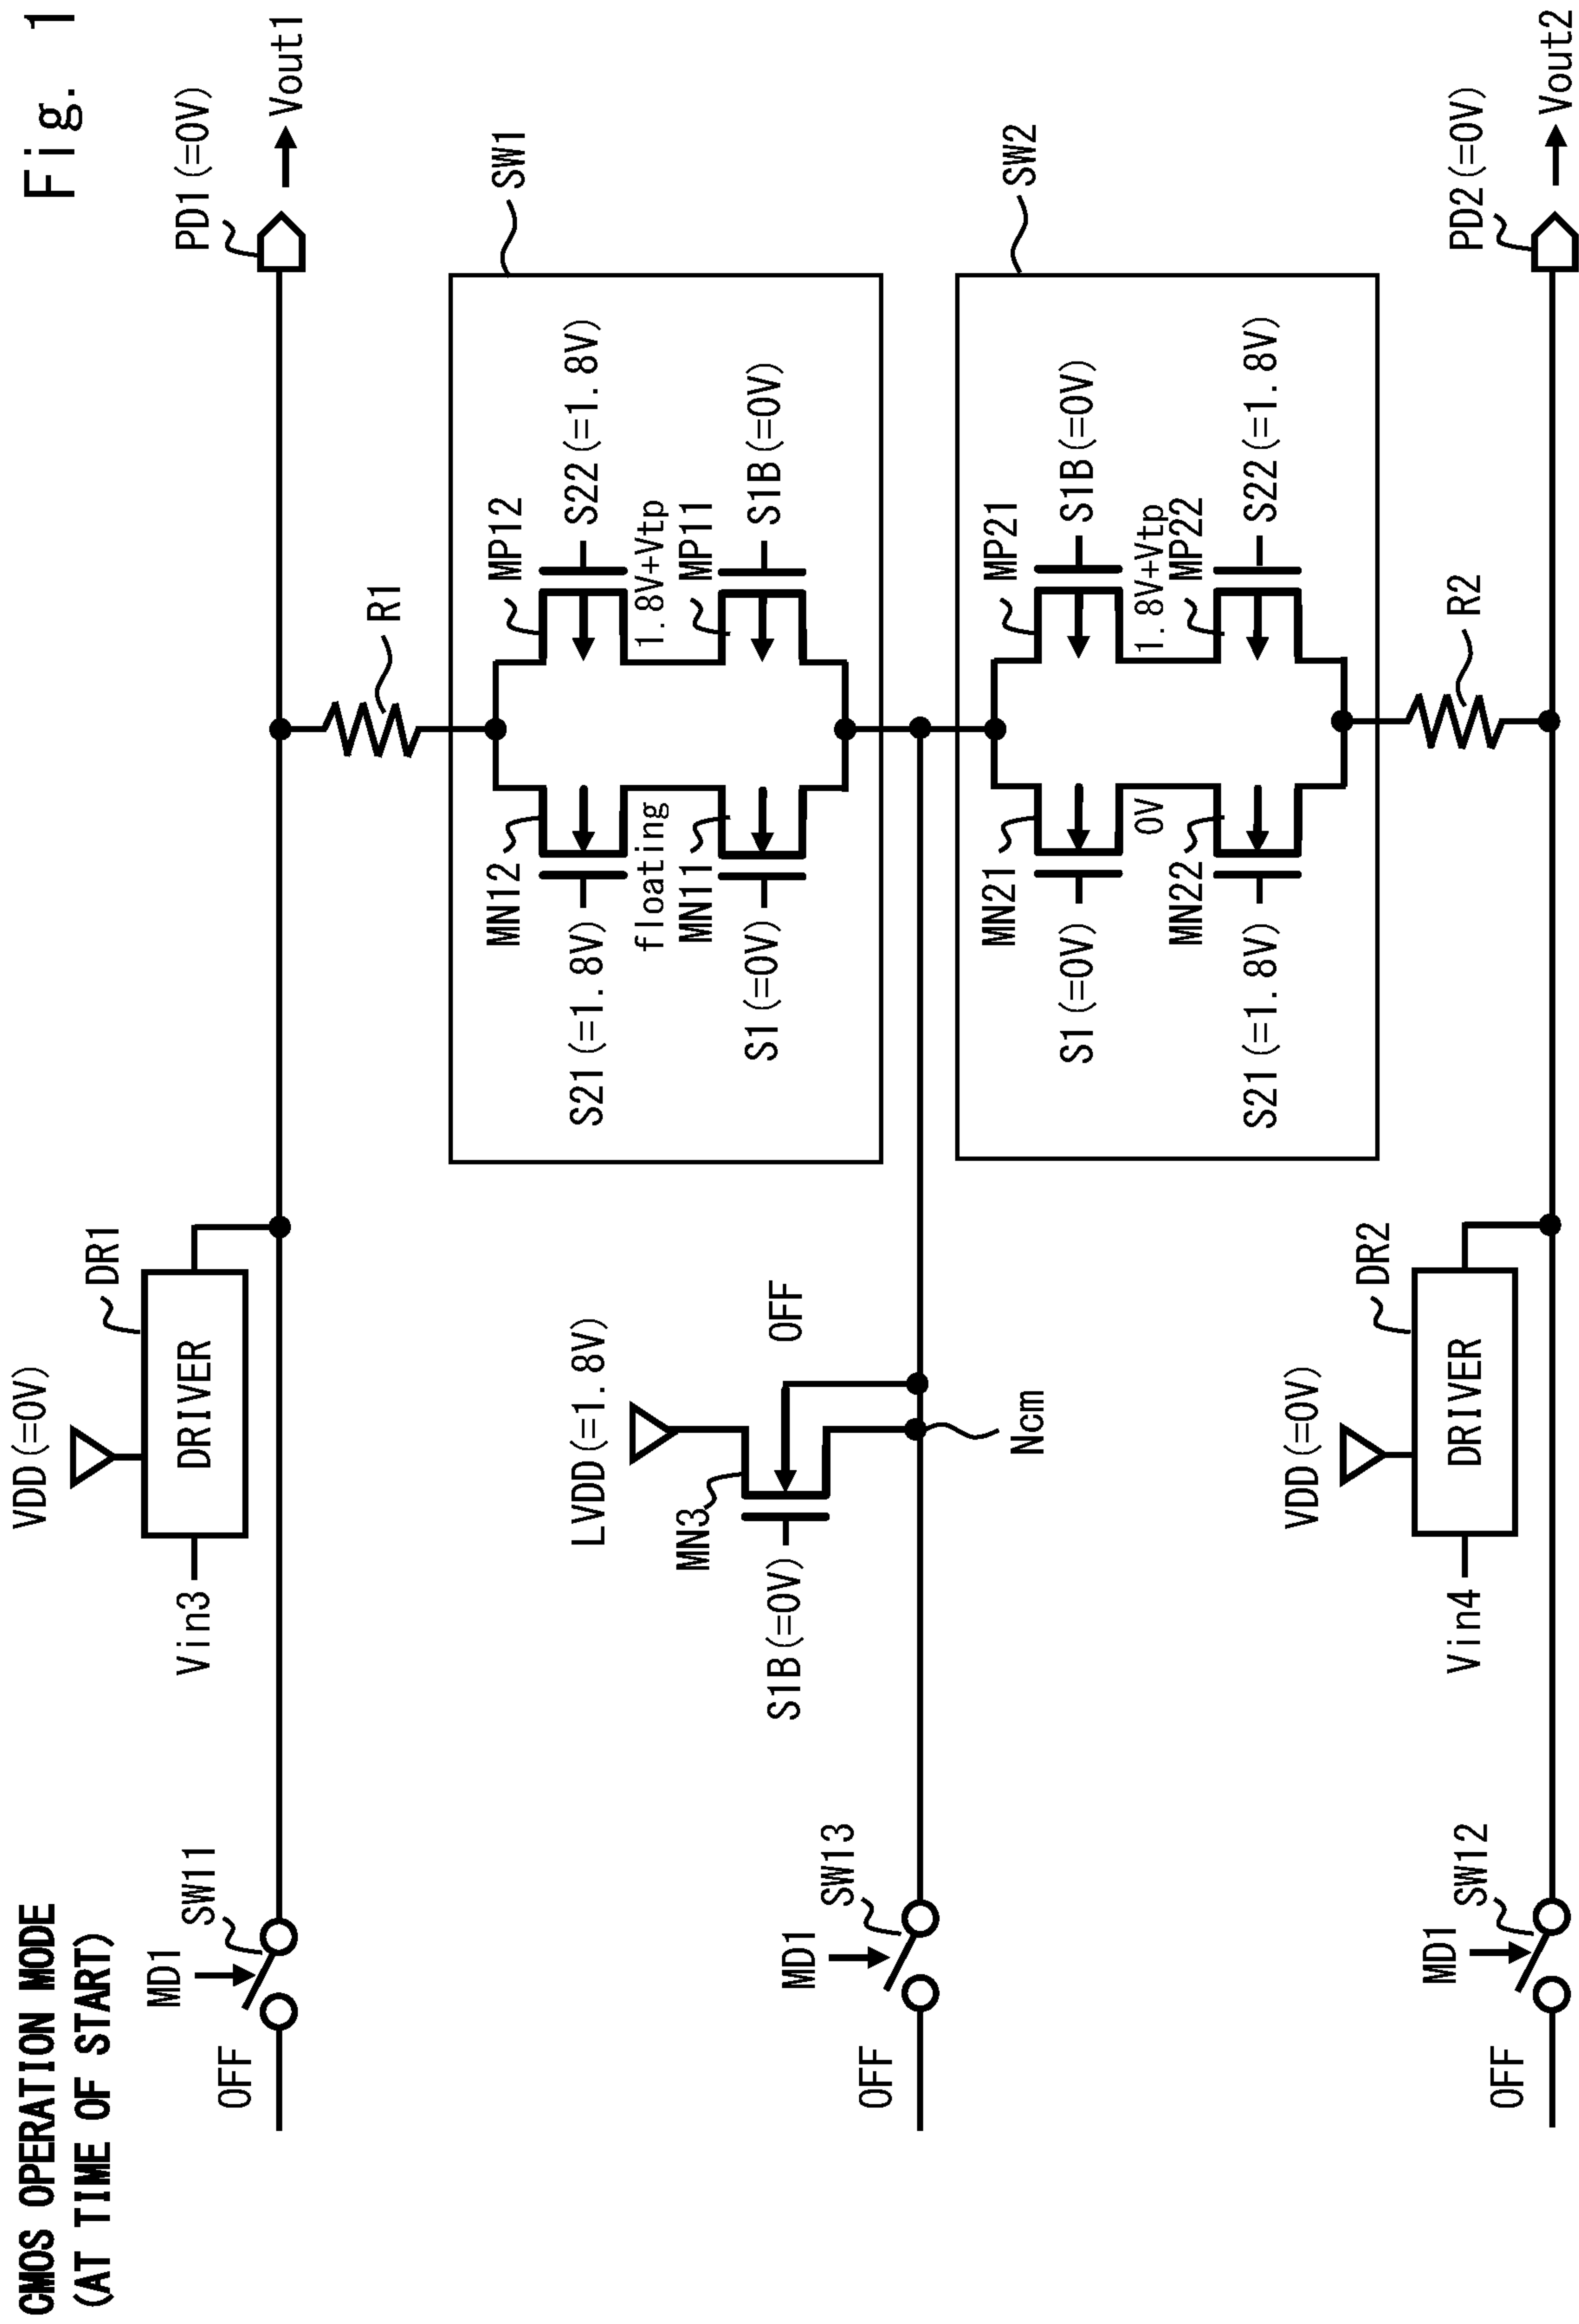 Fig. 1
CMOS OPERATION MODE
(AT TIME OF START)
VDD(=0V)
DR1
DRIVER
Vin3
MD1
SW11
OFF
PD1(=0V)
Vout1
R1
SW1
MN12
MP12
S21(=1.8V)
S22(=1.8V)
floating
1.8V+Vtp
MN11
MP11
S1(=0V)
S1B(=0V)
LVDD(=1.8V)
MN3
S1B(=0V)
OFF
MD1
SW13
OFF
Ncm
SW2
MN21
MP21
S1(=0V)
S1B(=0V)
0V
1.8V+Vtp
MN22
MP22
S21(=1.8V)
S22(=1.8V)
VDD(=0V)
DR2
DRIVER
Vin4
R2
MD1
SW12
OFF
PD2(=0V)
Vout2